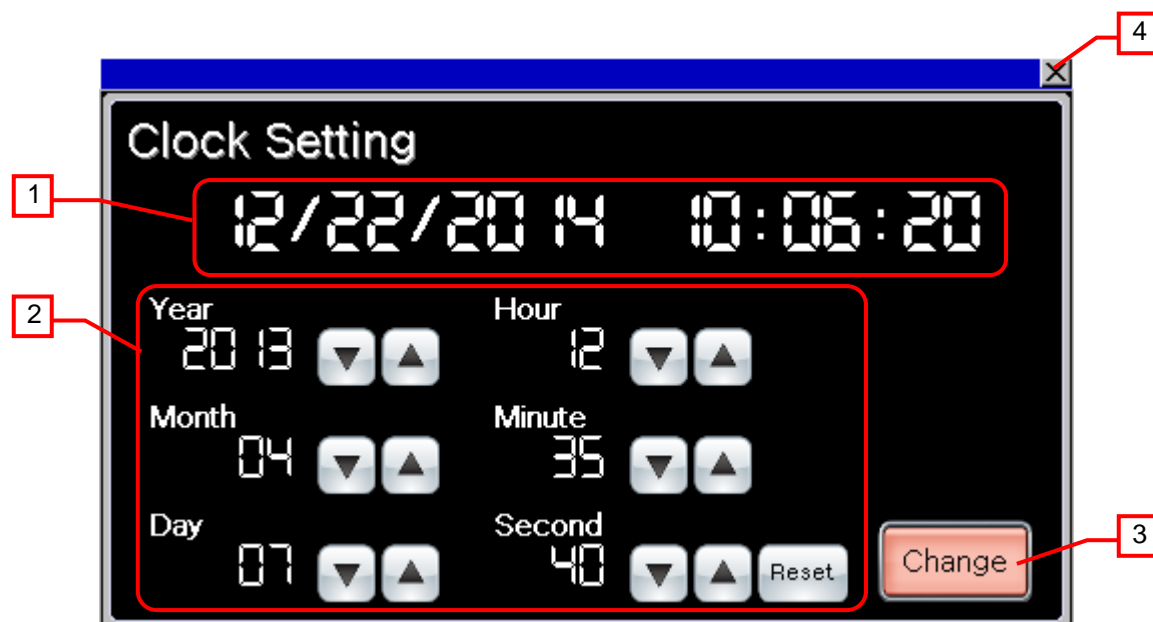 4
Clock Setting
1
12/22/2014 10:06:20
2
Year Hour
2013 12
Month Minute
04 35
Day Second
07 40 Reset
Change
3